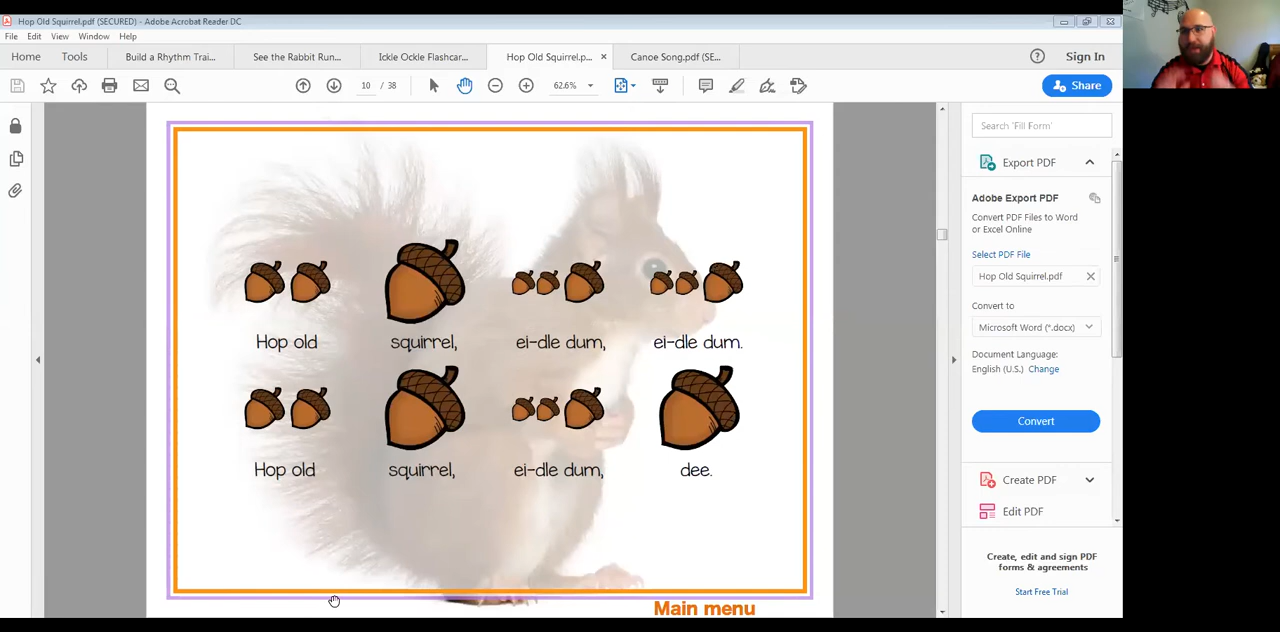 Hop Old Squirrel.pdf (SECURED) - Adobe Acrobat Reader DC
File Edit View Window Help
Home Tools Build a Rhythm Trai... See the Rabbit Run... Ickle Ockle Flashcar... Hop Old Squirrel.p... × Canoe Song.pdf (SE... Sign In
10 / 38 62.6% Share
Search 'Fill Form'
Export PDF
Adobe Export PDF
Convert PDF Files to Word
or Excel Online
Select PDF File
Hop Old Squirrel.pdf
Convert to
Microsoft Word (*.docx)
Document Language:
English (U.S.) Change
Convert
Create PDF
Edit PDF
Create, edit and sign PDF
forms & agreements
Start Free Trial
Hop old squirrel, ei-dle dum, ei-dle dum.
Hop old squirrel, ei-dle dum, dee.
Main menu